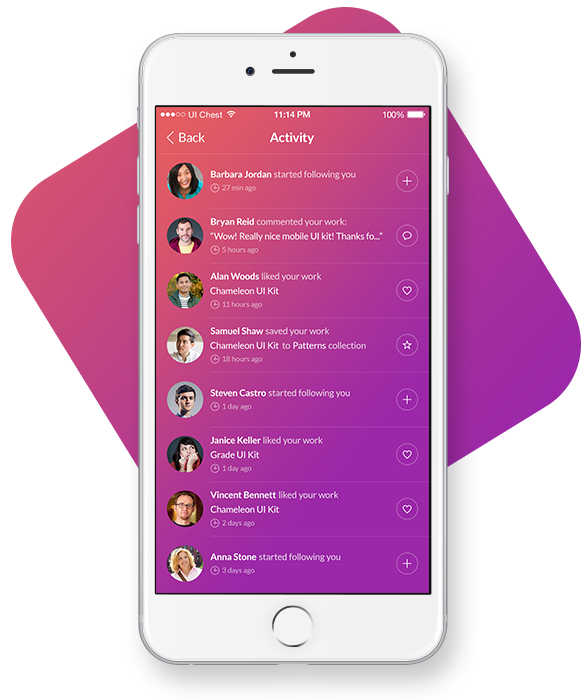 UI Chest 11:14 PM 100%
Back Activity
Barbara Jordan started following you
27 min ago
Bryan Reid commented your work:
“Wow! Really nice mobile UI kit! Thanks fo...”
5 hours ago
Alan Woods liked your work
Chameleon UI Kit
11 hours ago
Samuel Shaw saved your work
Chameleon UI Kit to Patterns collection
18 hours ago
Steven Castro started following you
1 day ago
Janice Keller liked your work
Grade UI Kit
1 day ago
Vincent Bennett liked your work
Chameleon UI Kit
2 days ago
Anna Stone started following you
3 days ago